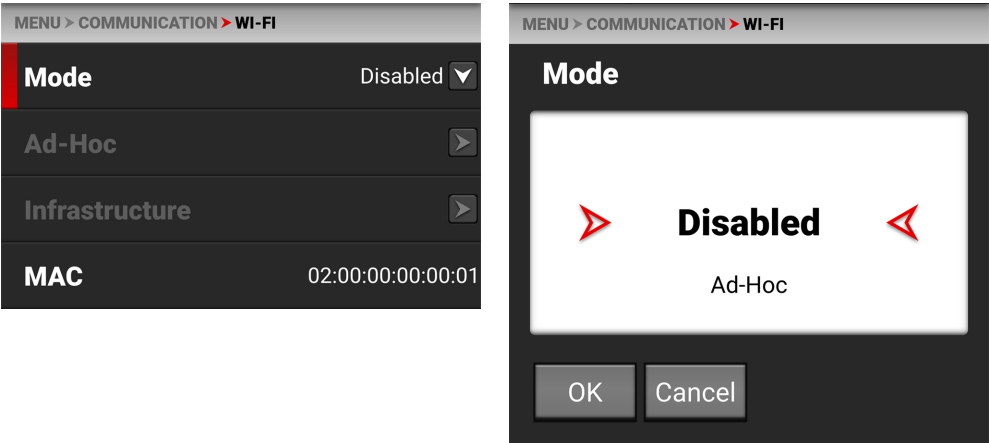 MENU > COMMUNICATION > WI-FI
Mode Disabled
Ad-Hoc
Infrastructure
MAC 02:00:00:00:00:01
MENU > COMMUNICATION > WI-FI
Mode
Disabled
Ad-Hoc
OK Cancel